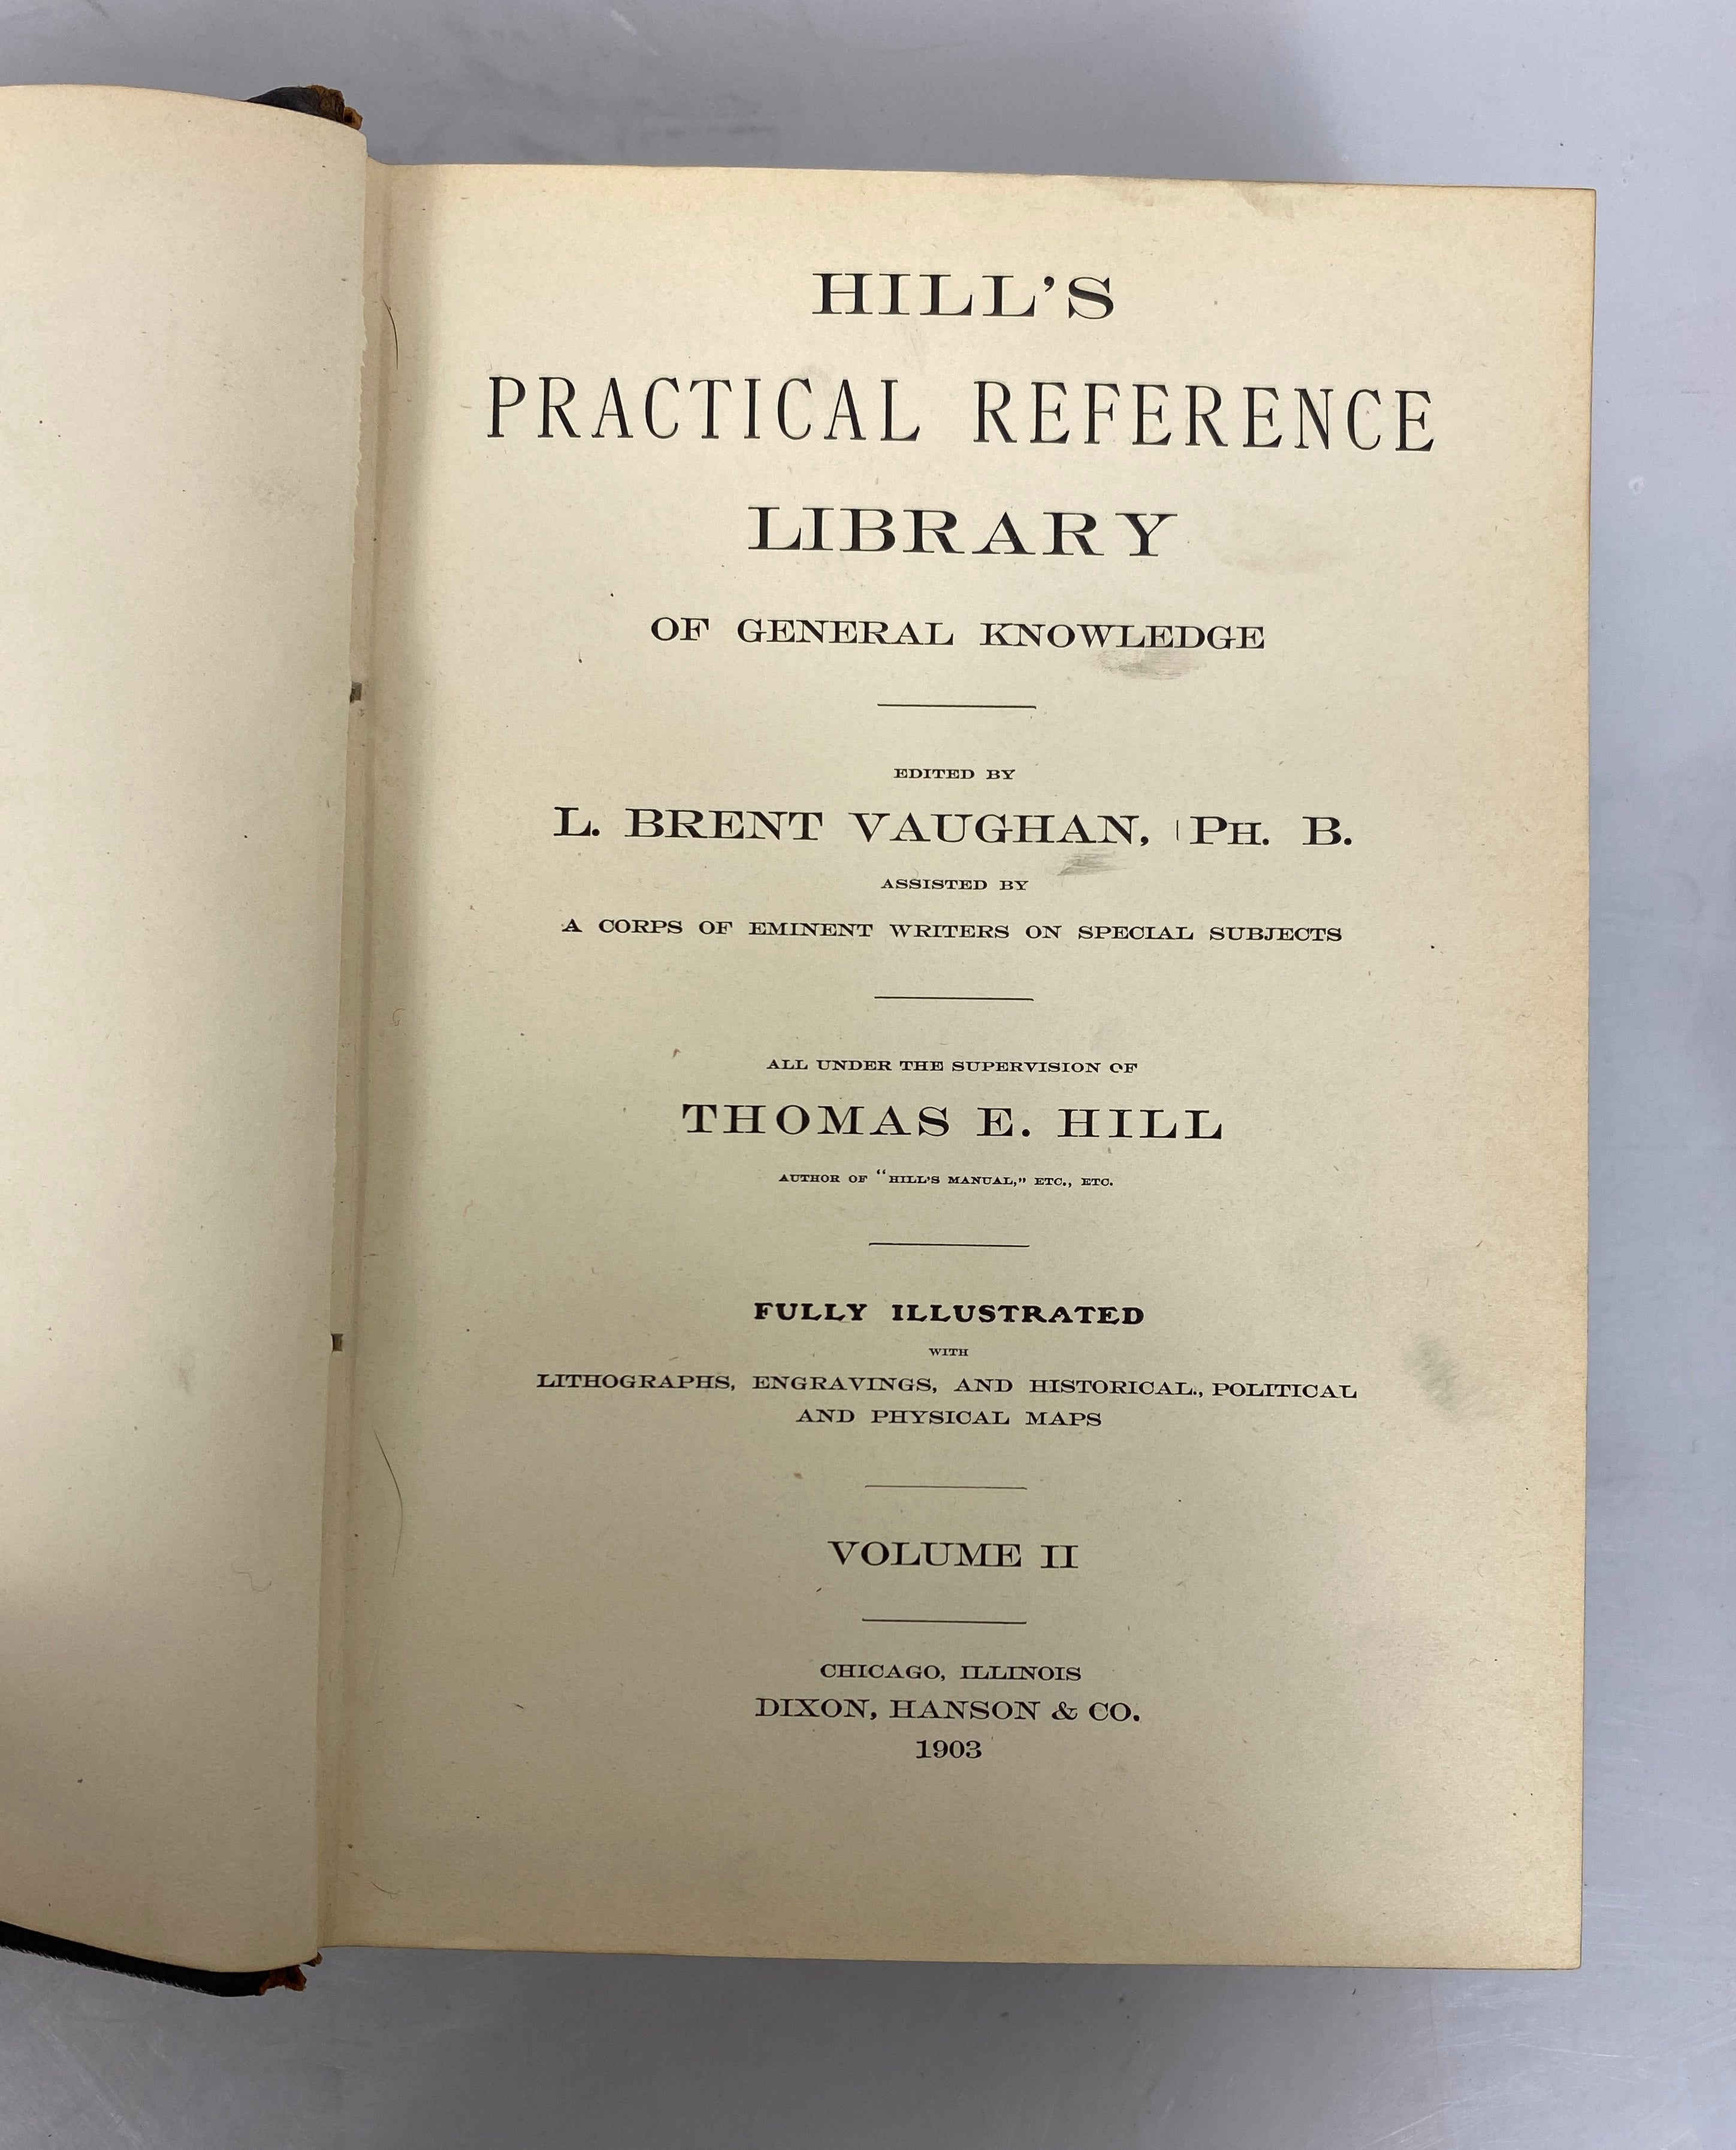 HILL'S
PRACTICAL REFERENCE
LIBRARY
OF GENERAL KNOWLEDGE
EDITED BY
L. BRENT VAUGHAN, PH. B.
ASSISTED BY
A CORPS OF EMINENT WRITERS ON SPECIAL SUBJECTS
ALL UNDER THE SUPERVISION OF
THOMAS E. HILL
AUTHOR OF "HILL'S MANUAL," ETC., ETC.
FULLY ILLUSTRATED
WITH
LITHOGRAPHS, ENGRAVINGS, AND HISTORICAL., POLITICAL
AND PHYSICAL MAPS
VOLUME II
CHICAGO, ILLINOIS
DIXON, HANSON & CO.
1903